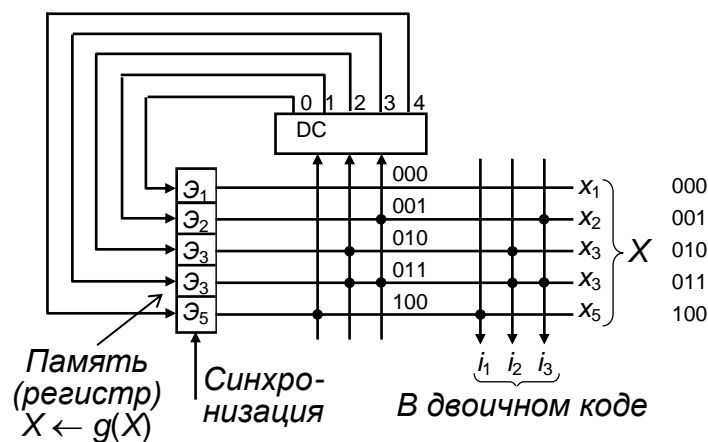 0 1 2 3 4
DC
Э1 000 x1 000
Э2 001 x2 001
Э3 010 x3 010
Э3 011 x3 011
Э5 100 x5 100
X
i1 i2 i3
Память
(регистр)
X ← g(X)
Синхро-
низация
В двоичном коде